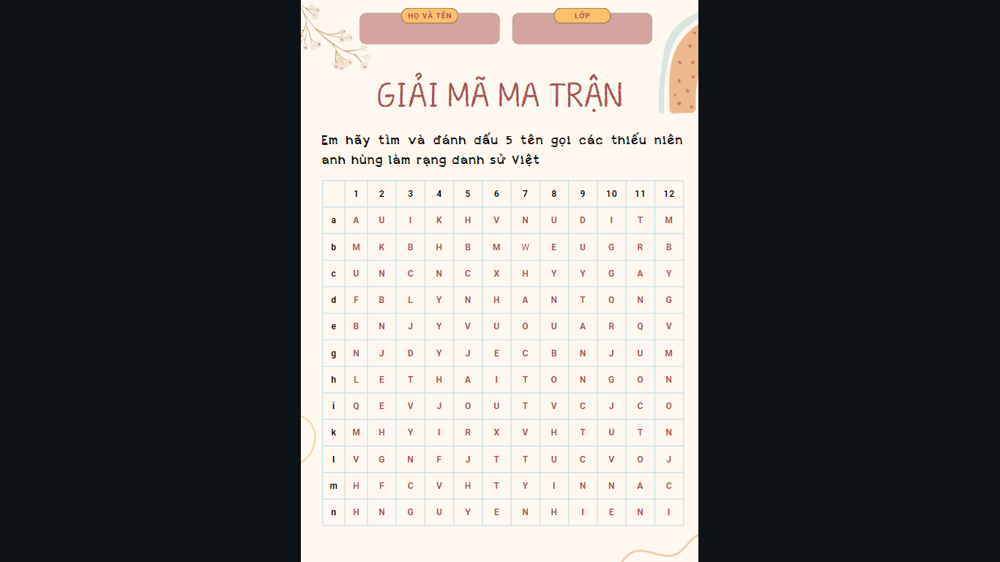 HỌ VÀ TÊN
LỚP
GIẢI MÃ MA TRẬN
Em hãy tìm và đánh dấu 5 tên gọi các thiếu niên
anh hùng làm rạng danh sử Việt
1 2 3 4 5 6 7 8 9 10 11 12
a A U I K H V N U D I T M
b M K B H B M W E U G R B
c U N C N C X H Y Y G A Y
d F B L Y N H A N T O N G
e B N J Y V U O U A R Q V
g N J D Y J E C B N J U M
h L E T H A I T O N G O N
i Q E V J O U T V C J C O
k M H Y I R X V H T U T N
l V G N F J T T U C V O J
m H F C V H T Y I N N A C
n H N G U Y E N H I E N I